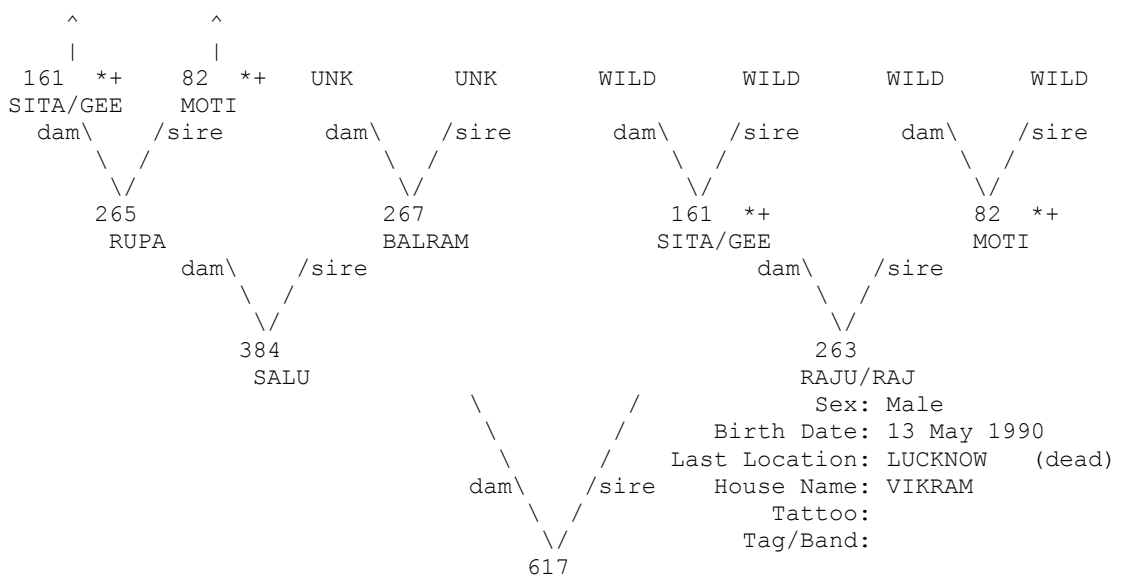 ^ ^
| |
161 *+ 82 *+ UNK UNK WILD WILD WILD WILD
SITA/GEE MOTI
dam\ /sire dam\ /sire dam\ /sire dam\ /sire
\ / \ / \ / \ /
\/ \/ \/ \/
265 267 161 *+ 82 *+
RUPA BALRAM SITA/GEE MOTI
dam\ /sire dam\ /sire
\ / \ /
\/ \/
384 263
SALU RAJU/RAJ
\ / Sex: Male
\ / Birth Date: 13 May 1990
\ / Last Location: LUCKNOW (dead)
dam\ /sire House Name: VIKRAM
\ / Tattoo:
\/ Tag/Band:
617